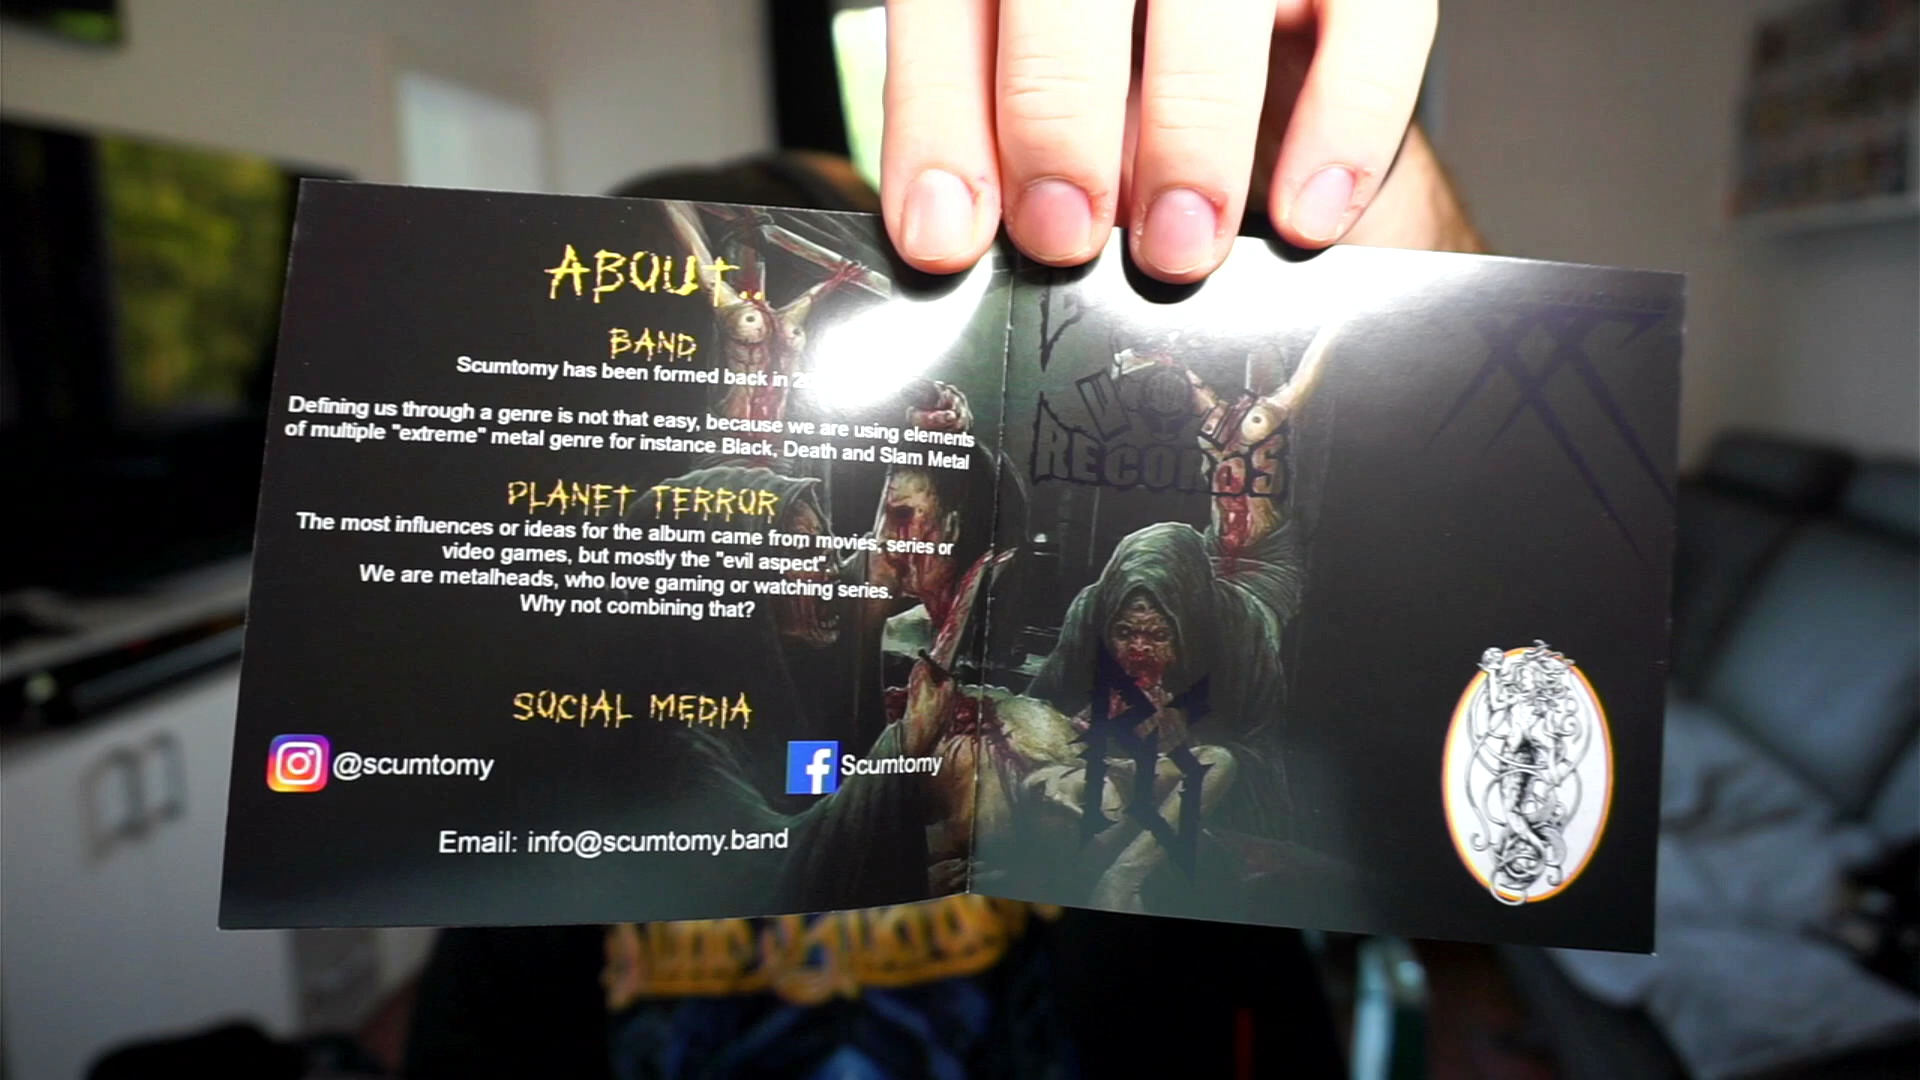 ABOUT..
BAND
Scumtomy has been formed back in
Defining us through a genre is not that easy, because we are using elements
of multiple "extreme" metal genre for instance Black, Death and Slam Metal
PLANET TERROR
The most influences or ideas for the album came from movies, series or
video games, but mostly the "evil aspect".
We are metalheads, who love gaming or watching series.
Why not combining that?
SOCIAL MEDIA
@scumtomy
Scumtomy
Email: info@scumtomy.band
RECORDS